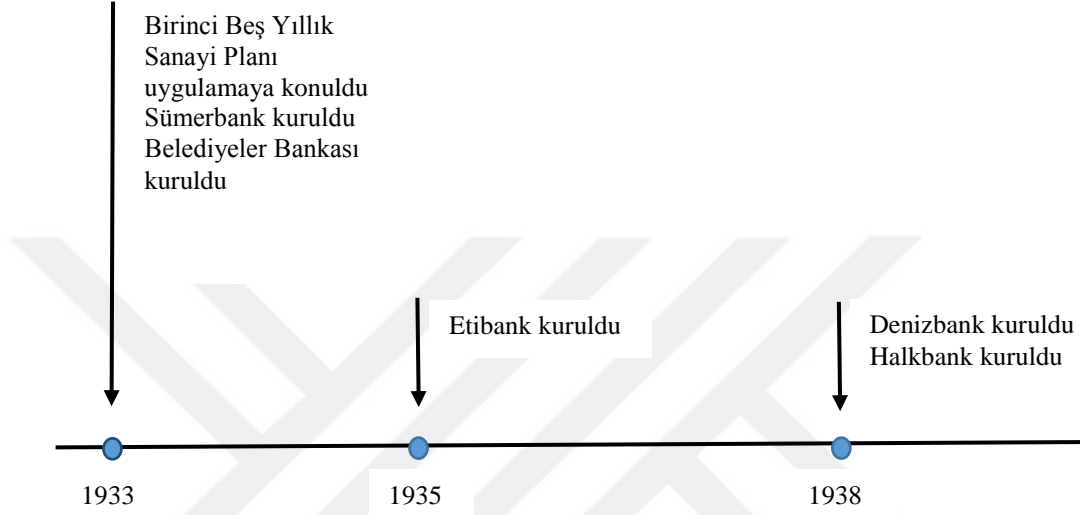 Birinci Beş Yıllık
Sanayi Planı
uygulamaya konuldu
Sümerbank kuruldu
Belediyeler Bankası
kuruldu
Etibank kuruldu
Denizbank kuruldu
Halkbank kuruldu
1933
1935
1938